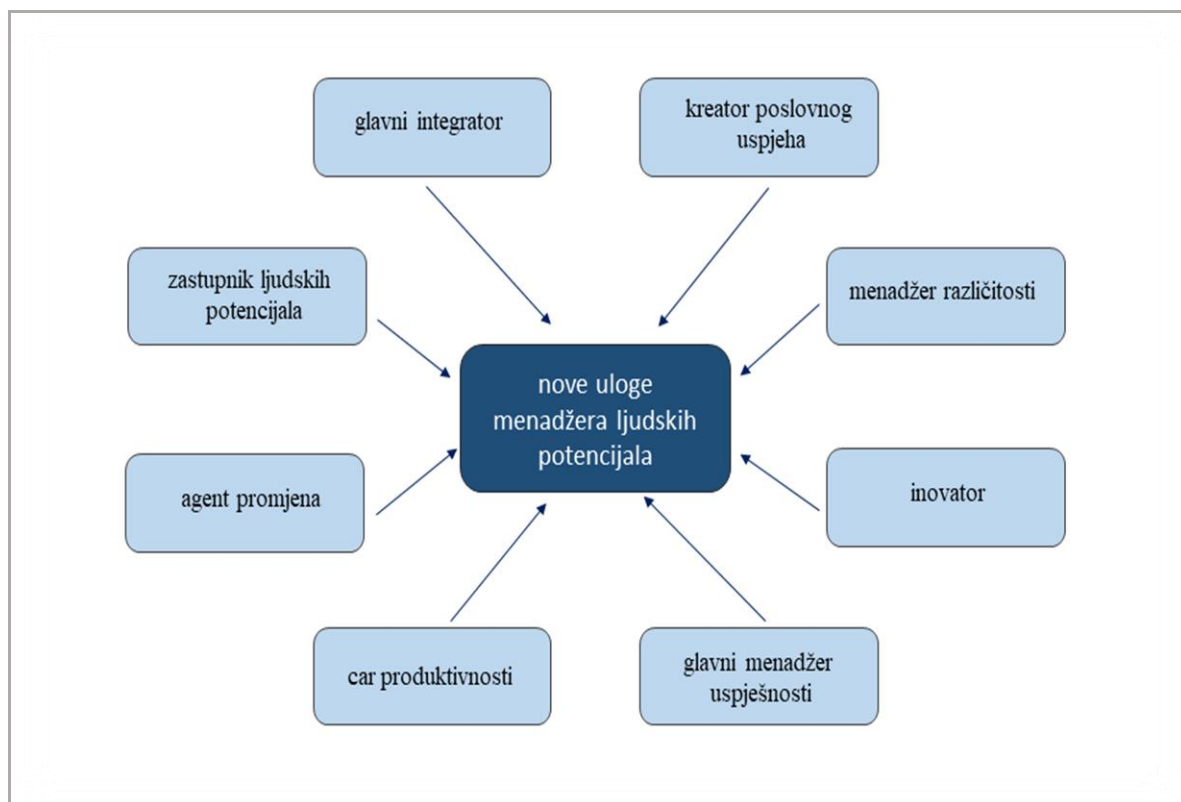 glavni integrator
kreator poslovnog
uspjeha
zastupnik ljudskih
potencijala
menadžer različitosti
nove uloge
menadžera ljudskih
potencijala
agent promjena
inovator
car produktivnosti
glavni menadžer
uspješnosti